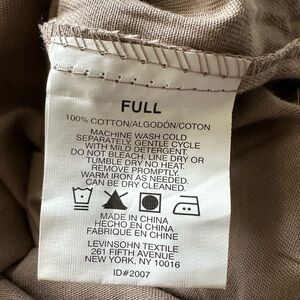 FULL
100% COTTON/ALGODÓN/COTON
MACHINE WASH COLD
SEPARATELY, GENTLE CYCLE
WITH MILD DETERGENT.
DO NOT BLEACH. LINE DRY OR
TUMBLE DRY NO HEAT.
REMOVE PROMPTLY.
WARM IRON AS NEEDED.
CAN BE DRY CLEANED.
MADE IN CHINA
HECHO EN CHINA
FABRIQUE EN CHINE
LEVINSOHN TEXTILE
261 FIFTH AVENUE
NEW YORK, NY 10016
ID#2007